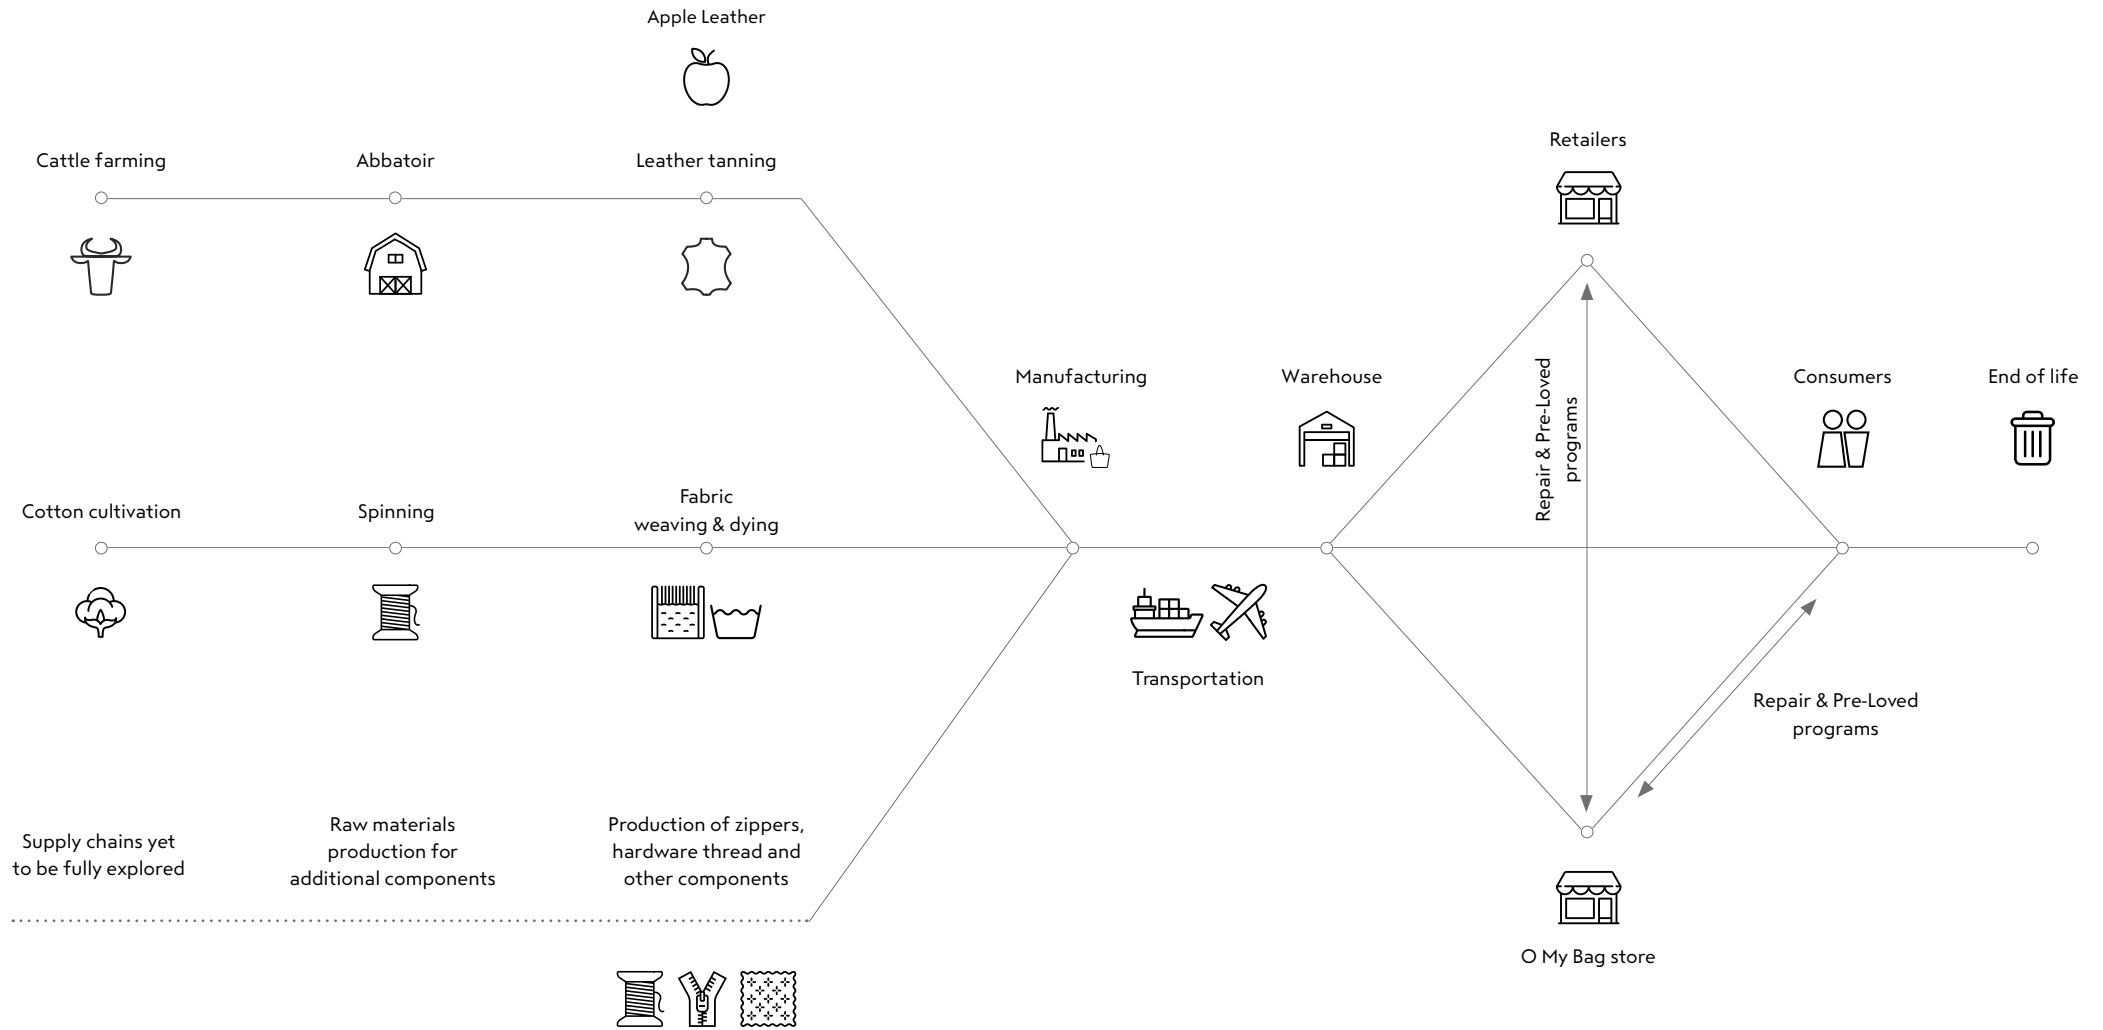 Apple Leather
Cattle farming
Abbatoir
Leather tanning
Retailers
Repair & Pre-Loved
programs
Manufacturing
Warehouse
Consumers
End of life
Cotton cultivation
Spinning
Fabric
weaving & dying
Transportation
Repair & Pre-Loved
programs
Supply chains yet
to be fully explored
Raw materials
production for
additional components
Production of zippers,
hardware thread and
other components
O My Bag store